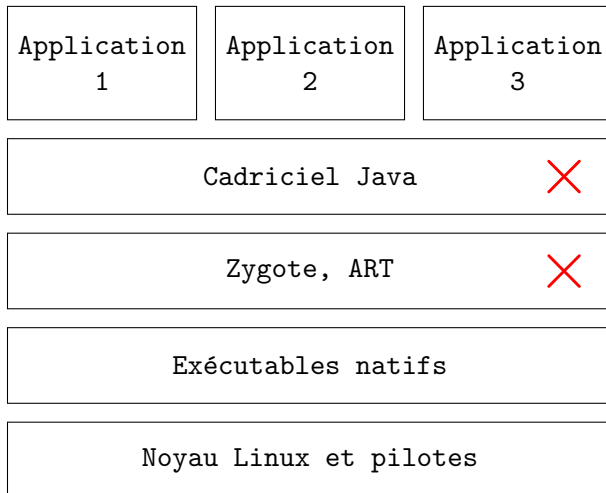 Application
1
Application
2
Application
3
Cadriciel Java
Zygote, ART
Exécutables natifs
Noyau Linux et pilotes